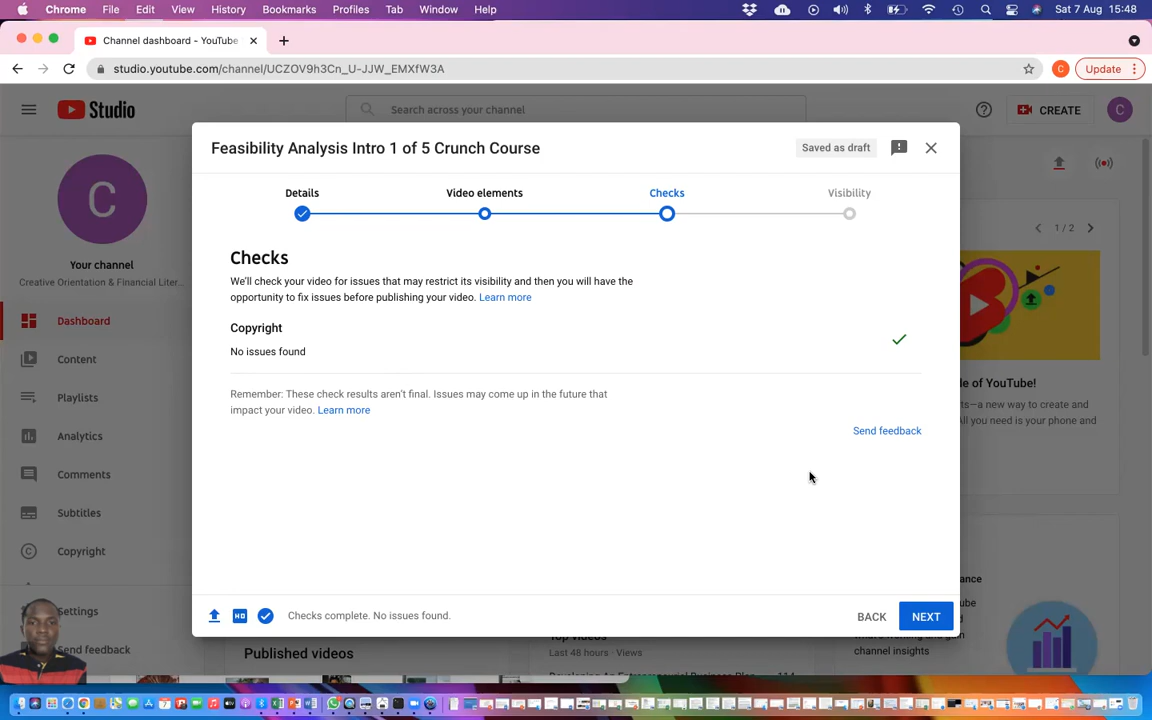 Chrome File Edit View History Bookmarks Profiles Tab Window Help Sat 7 Aug 15:48
Channel dashboard - YouTube
studio.youtube.com/channel/UCZOV9h3Cn_U-JJW_EMXfW3A C Update
Studio Search across your channel CREATE C
Feasibility Analysis Intro 1 of 5 Crunch Course Saved as draft
Details Video elements Checks Visibility
C
Your channel
Creative Orientation & Financial Liter...
1 / 2
Checks
We'll check your video for issues that may restrict its visibility and then you will have the
opportunity to fix issues before publishing your video. Learn more
Copyright
No issues found
Remember: These check results aren't final. Issues may come up in the future that
impact your video. Learn more
Send feedback
Dashboard
Content
Playlists
Analytics
Comments
Subtitles
Copyright
Settings
Send feedback
le of YouTube!
ts—a new way to create and
All you need is your phone and
HD Checks complete. No issues found. BACK NEXT
channel insights
Published videos
Last 48 hours · Views